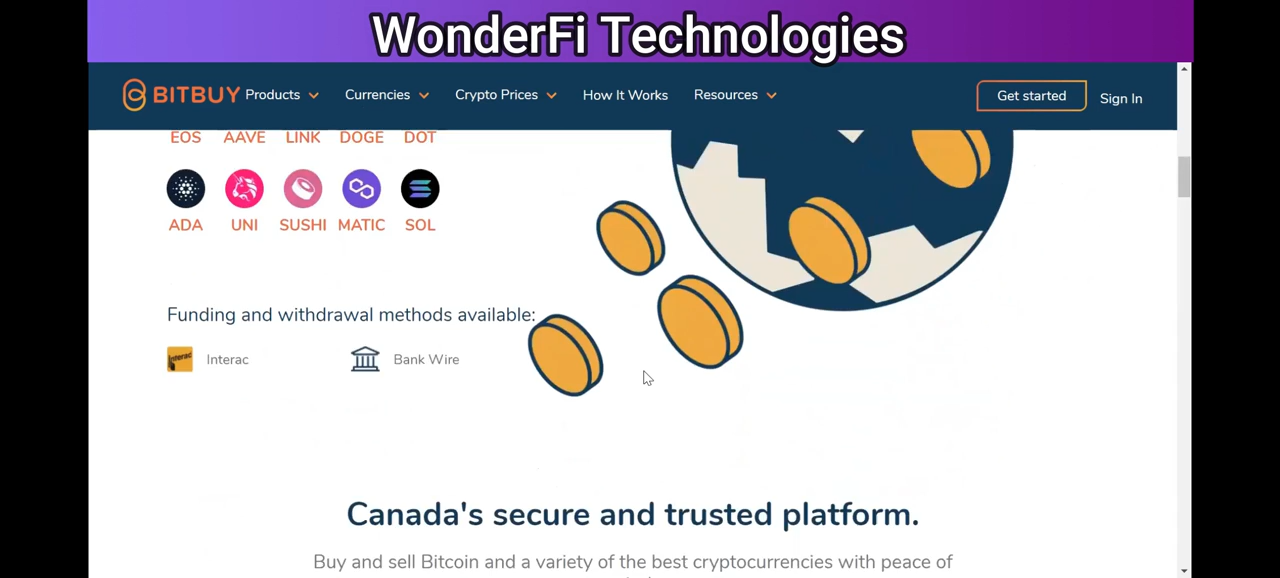 WonderFi Technologies
BITBUY Products Currencies Crypto Prices How It Works Resources Get started Sign In
EOS AAVE LINK DOGE DOT
ADA UNI SUSHI MATIC SOL
Funding and withdrawal methods available:
Interac Interac Bank Wire
Canada's secure and trusted platform.
Buy and sell Bitcoin and a variety of the best cryptocurrencies with peace of